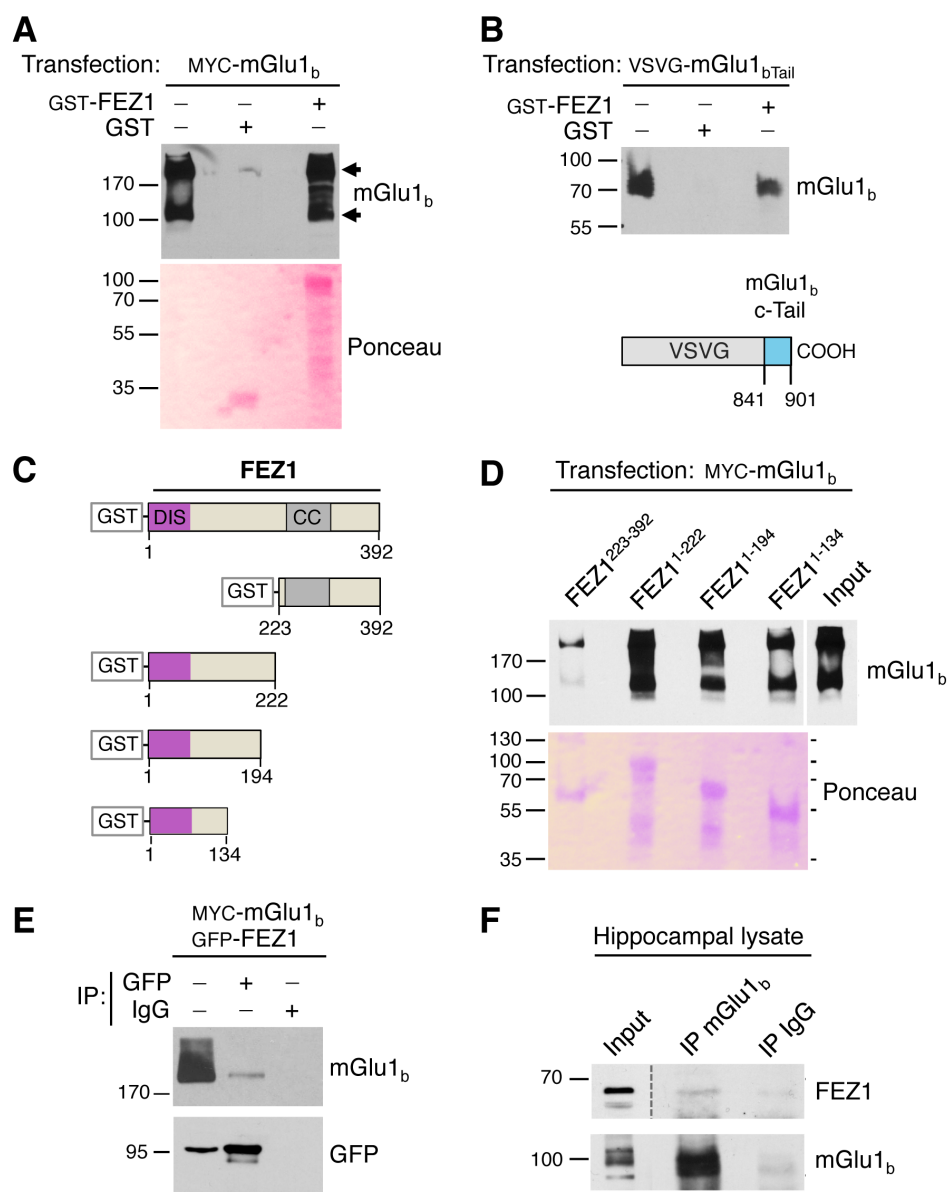 A
Transfection: MYC-mGlu1b
GST-FEZ1 – – +
GST – + –
170
100
mGlu1b
100
70
55
35
Ponceau
B
Transfection: VSVG-mGlu1bTail
GST-FEZ1 – – +
GST – + –
100
70
55
mGlu1b
mGlu1b
c-Tail
VSVG
COOH
841 901
C
FEZ1
GST DIS CC
1 392
GST
223 392
GST
1 222
GST
1 194
GST
1 134
D
Transfection: MYC-mGlu1b
FEZ1223-392 FEZ11-222 FEZ11-194 FEZ11-134 Input
170
100
mGlu1b
130
100
70
55
35
Ponceau
E
MYC-mGlu1b
GFP-FEZ1
IP: GFP – + –
IgG – – +
170
mGlu1b
95
GFP
F
Hippocampal lysate
Input IP mGlu1b IP IgG
70
FEZ1
100
mGlu1b